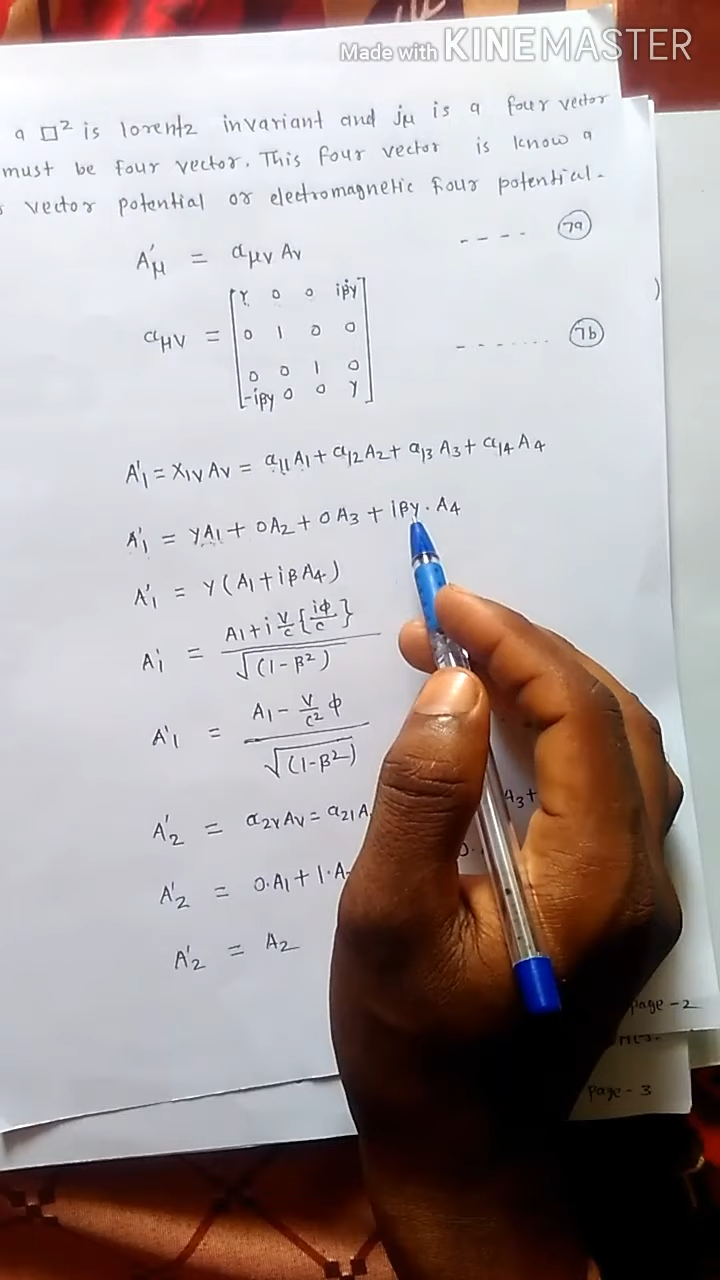 Made with KINEMASTER
a □² is lorentz invariant and jμ is a four vector
must be four vector. This four vector is know a
vector potential or electromagnetic four potential.
A'μ = aμν Aν ---- (7a)
aμν = [γ 0 0 iβγ
0 1 0 0 ------- (7b)
0 0 1 0
-iβγ 0 0 γ]
A'1 = X1ν Aν = a11 A1 + a12 A2 + a13 A3 + a14 A4
A'1 = γA1 + 0A2 + 0A3 + iβγ · A4
A'1 = γ(A1 + iβA4)
A'1 = A1 + i v/c {iφ/c} / √(1-β²)
A'1 = A1 - v/c² φ / √(1-β²)
A'2 = a2ν Aν = a21 A A3 +
A'2 = 0·A1 + 1·A 0·
A'2 = A2
Page - 2
Page - 3